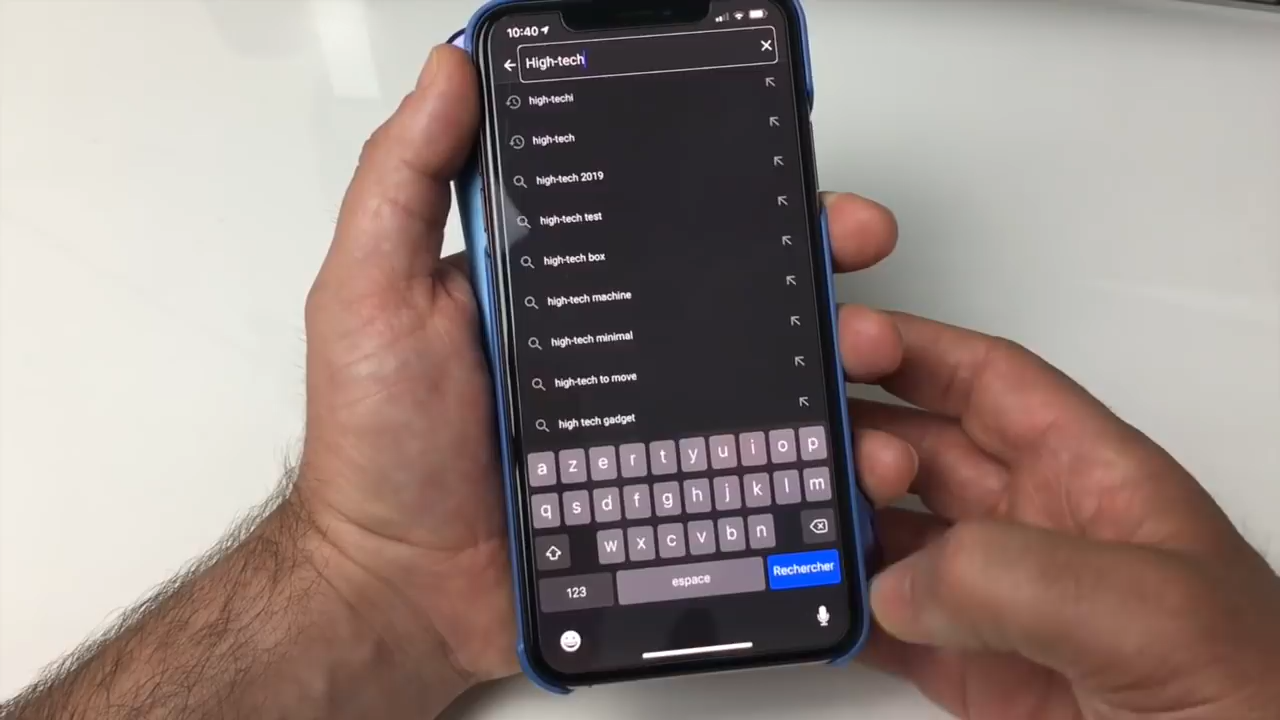 10:40
High-tech
high-techi
high-tech
high-tech 2019
high-tech test
high-tech box
high-tech machine
high-tech minimal
high-tech to move
high tech gadget
a z e r t y u i o p
q s d f g h j k l m
w x c v b n
123 espace Rechercher